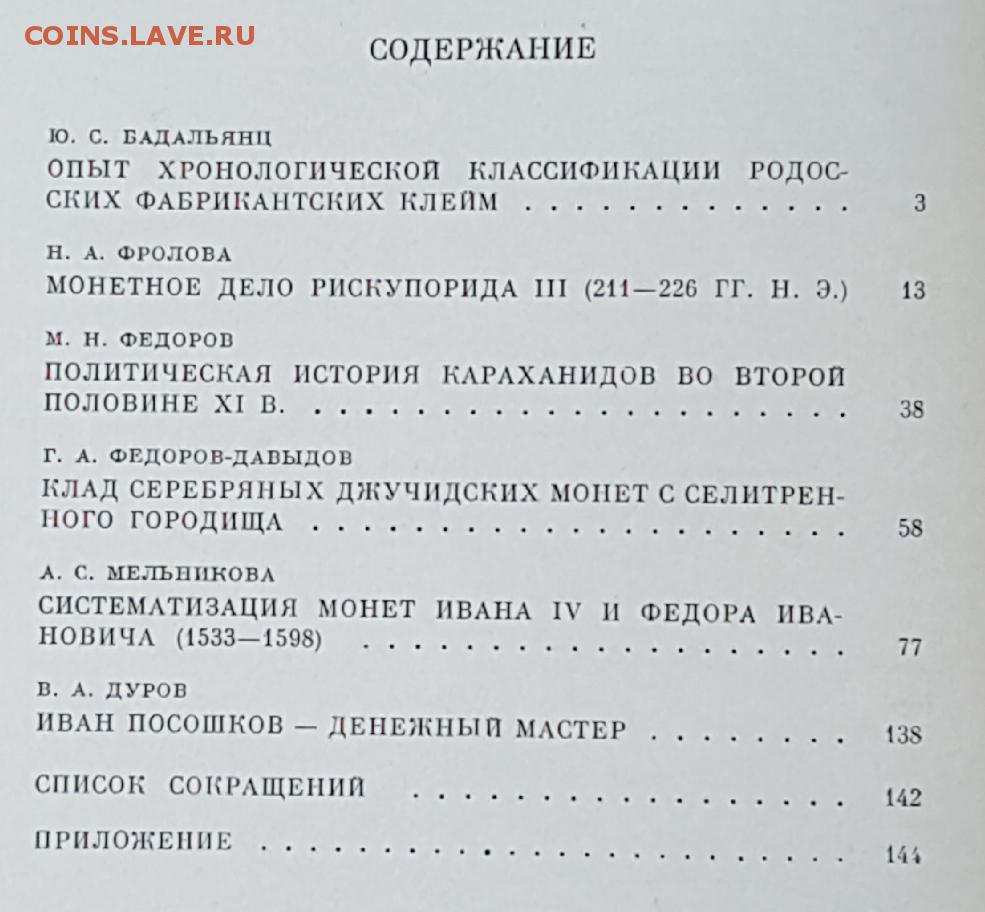 COINS.LAVE.RU
СОДЕРЖАНИЕ
Ю. С. БАДАЛЬЯНЦ
ОПЫТ ХРОНОЛОГИЧЕСКОЙ КЛАССИФИКАЦИИ РОДОС-
СКИХ ФАБРИКАНТСКИХ КЛЕЙМ . . . . . . . . . . . . . 3
Н. А. ФРОЛОВА
МОНЕТНОЕ ДЕЛО РИСКУПОРИДА III (211—226 ГГ. Н. Э.) 13
М. Н. ФЕДОРОВ
ПОЛИТИЧЕСКАЯ ИСТОРИЯ КАРАХАНИДОВ ВО ВТОРОЙ
ПОЛОВИНЕ XI В. . . . . . . . . . . . . . . . . . . . . . 38
Г. А. ФЕДОРОВ-ДАВЫДОВ
КЛАД СЕРЕБРЯНЫХ ДЖУЧИДСКИХ МОНЕТ С СЕЛИТРЕН-
НОГО ГОРОДИЩА . . . . . . . . . . . . . . . . . . . . . 58
А. С. МЕЛЬНИКОВА
СИСТЕМАТИЗАЦИЯ МОНЕТ ИВАНА IV И ФЕДОРА ИВА-
НОВИЧА (1533—1598) . . . . . . . . . . . . . . . . . . . 77
В. А. ДУРОВ
ИВАН ПОСОШКОВ — ДЕНЕЖНЫЙ МАСТЕР . . . . . . . . 138
СПИСОК СОКРАЩЕНИЙ . . . . . . . . . . . . . . . . . 142
ПРИЛОЖЕНИЕ . . . . . . . . . . . . . . . . . . . . . . . 144